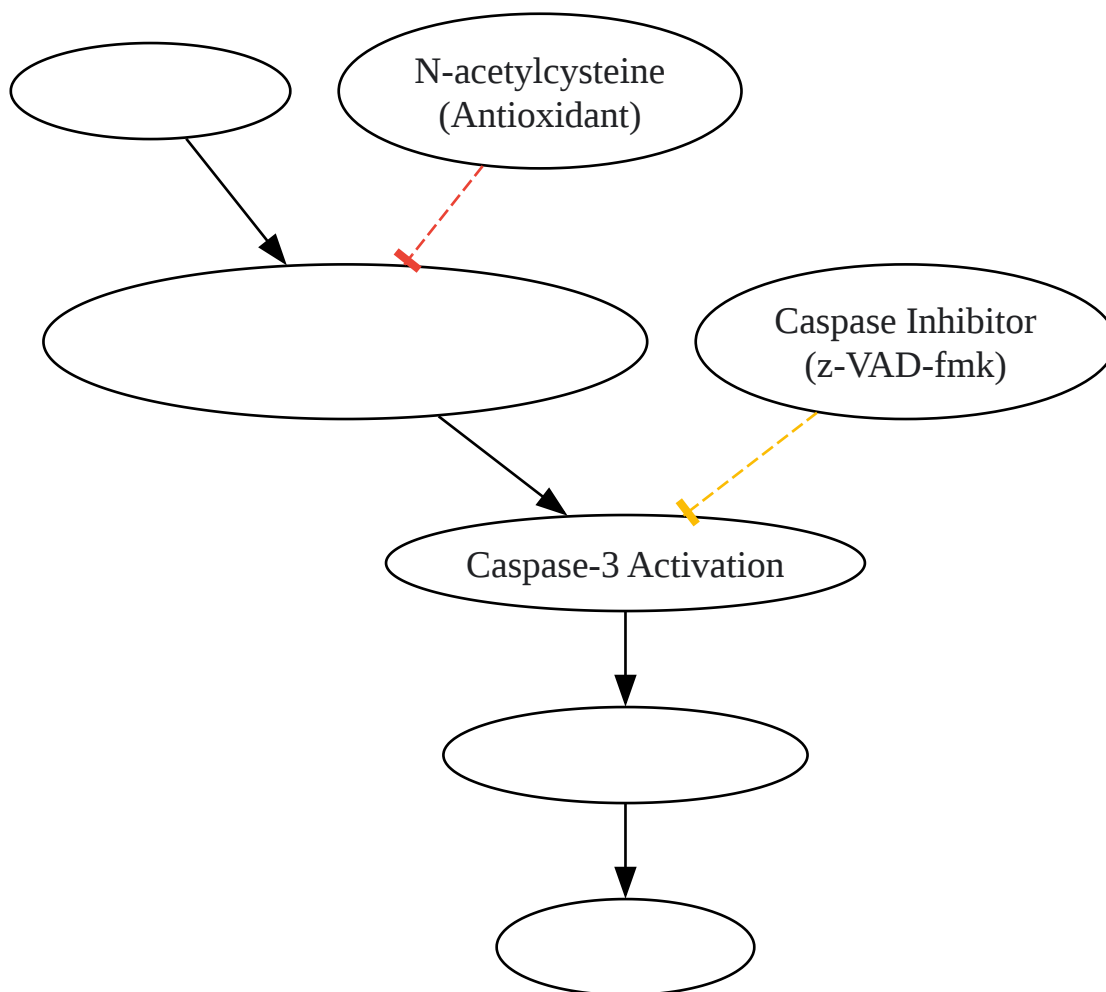 N-acetylcysteine
(Antioxidant)
Caspase Inhibitor
(z-VAD-fmk)
Caspase-3 Activation